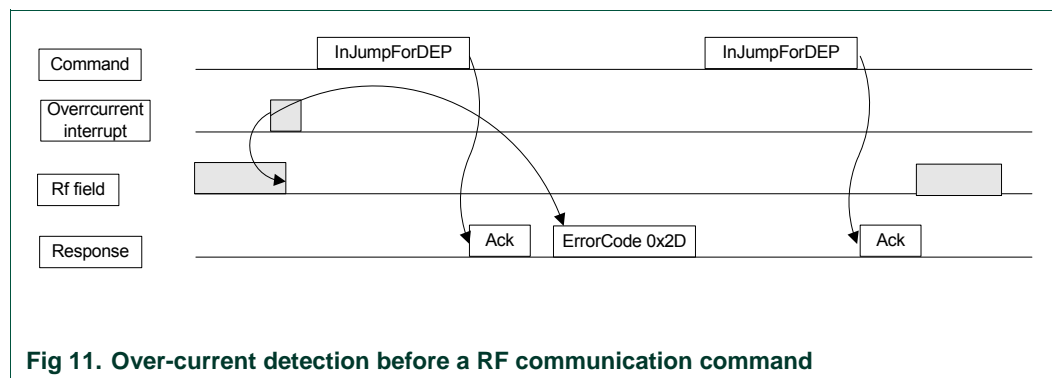 InJumpForDEP
InJumpForDEP
Command
Overrcurrent
interrupt
Rf field
Response
Ack
ErrorCode 0x2D
Ack
Fig 11. Over-current detection before a RF communication command